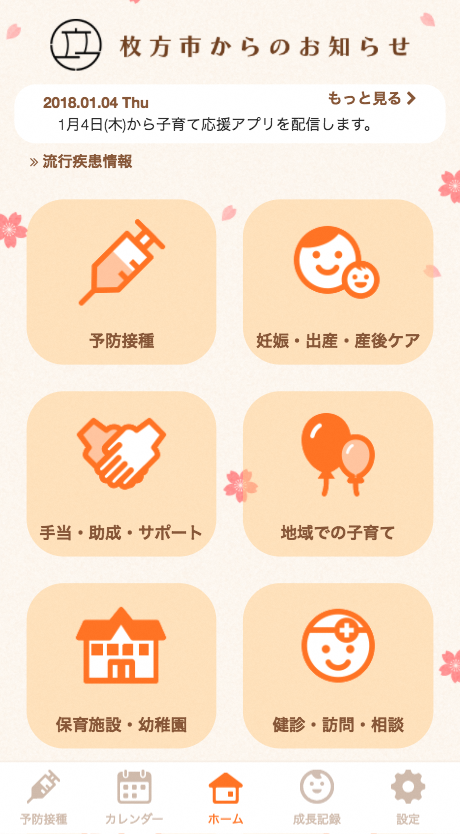 枚方市からのお知らせ
2018.01.04 Thu
もっと見る
1月4日(木)から子育て応援アプリを配信します。
» 流行疾患情報
予防接種
妊娠・出産・産後ケア
手当・助成・サポート
地域での子育て
保育施設・幼稚園
健診・訪問・相談
予防接種
カレンダー
ホーム
成長記録
設定